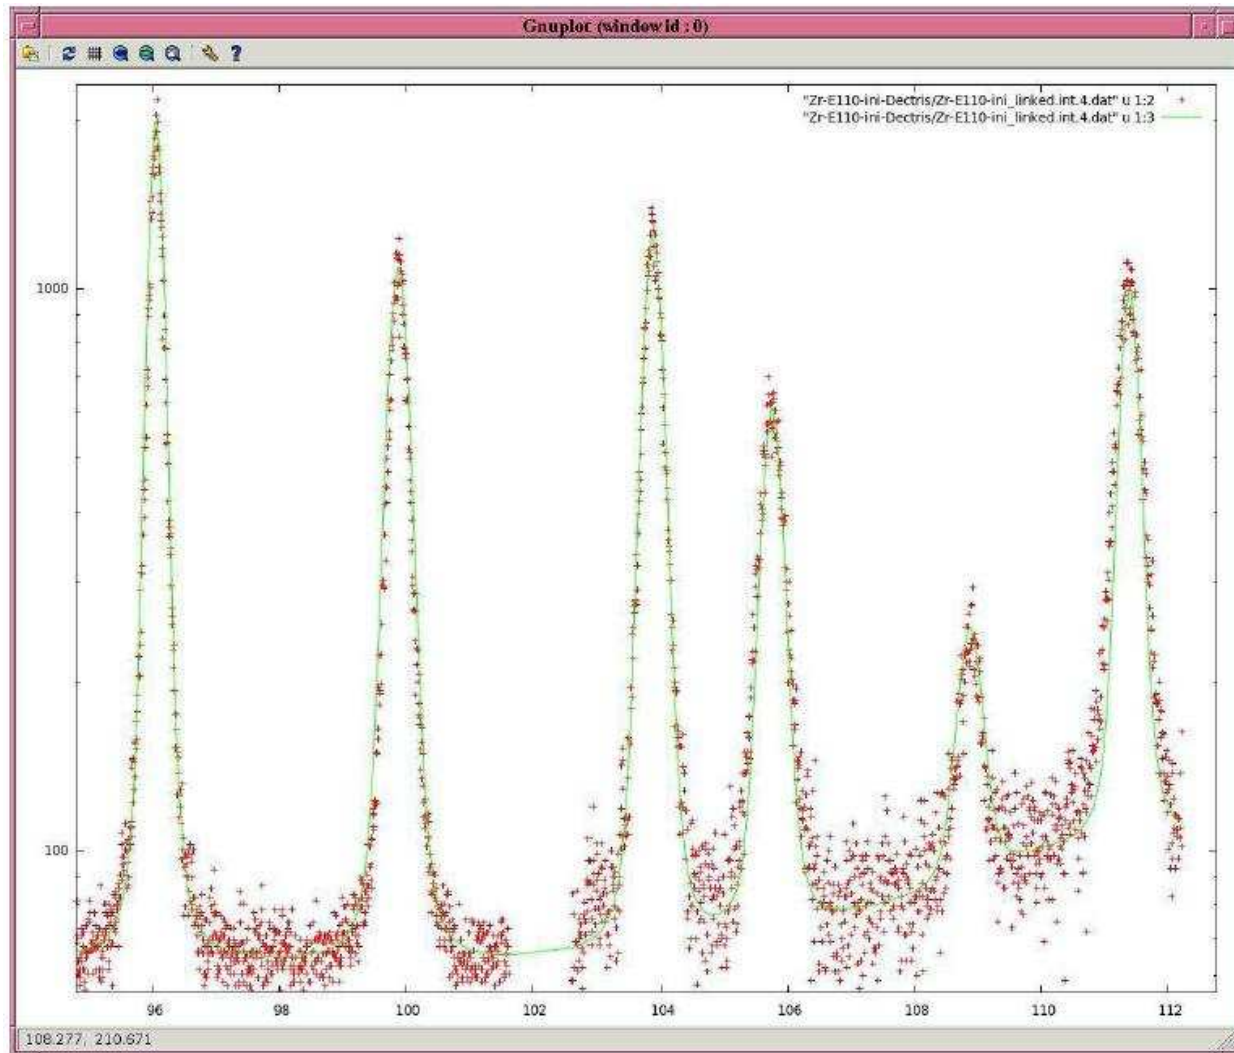 Gnuplot (window id : 0)
"Zr-E110-ini-Dectris/Zr-E110-ini_linked.int.4.dat" u 1:2
"Zr-E110-ini-Dectris/Zr-E110-ini_linked.int.4.dat" u 1:3
1000
100
96 98 100 102 104 106 108 110 112
108.277, 210.671